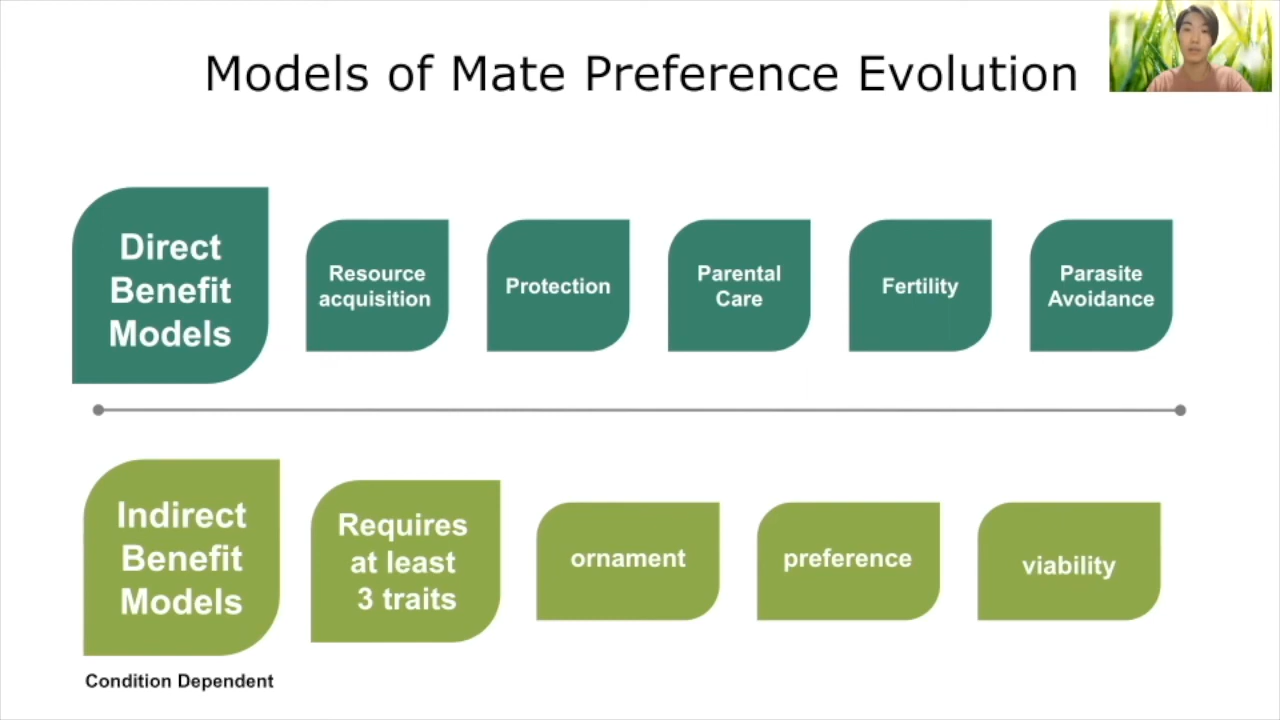 Models of Mate Preference Evolution
Direct
Benefit
Models
Resource
acquisition
Protection
Parental
Care
Fertility
Parasite
Avoidance
Indirect
Benefit
Models
Requires
at least
3 traits
ornament
preference
viability
Condition Dependent